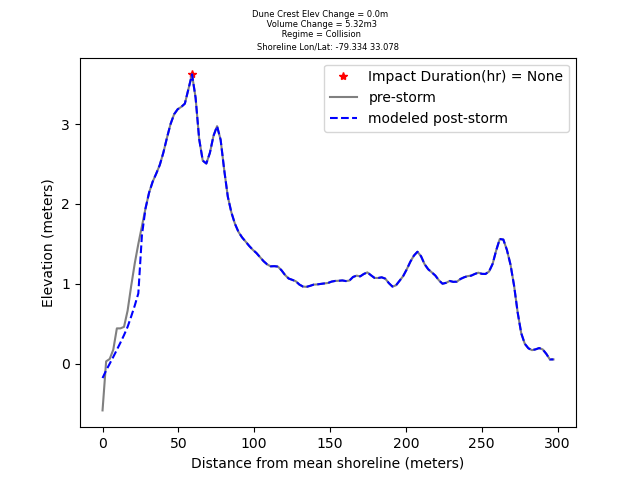 Dune Crest Elev Change = 0.0m
Volume Change = 5.32m3
Regime = Collision
Shoreline Lon/Lat: -79.334 33.078
Impact Duration(hr) = None
pre-storm
modeled post-storm
Elevation (meters)
3
2
1
0
0 50 100 150 200 250 300
Distance from mean shoreline (meters)